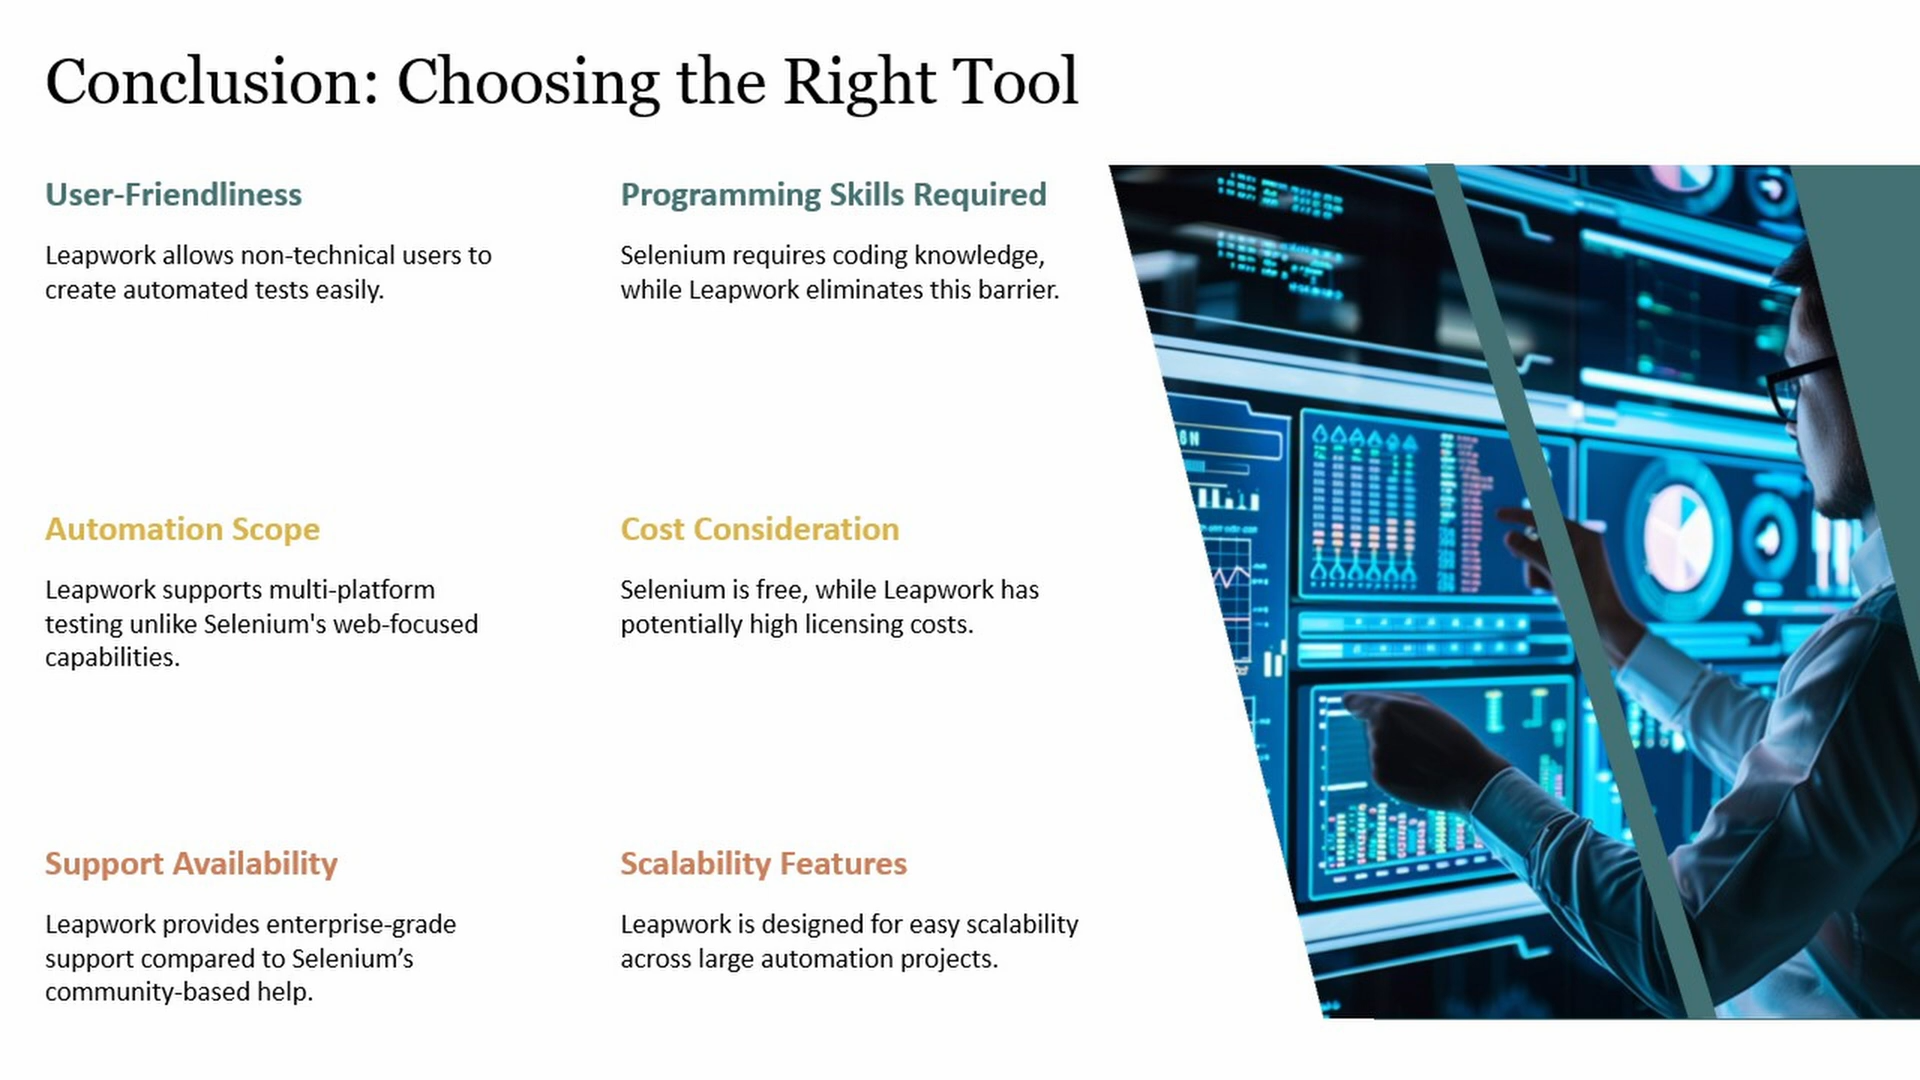 Conclusion: Choosing the Right Tool
User-Friendliness
Leapwork allows non-technical users to
create automated tests easily.
Programming Skills Required
Selenium requires coding knowledge,
while Leapwork eliminates this barrier.
Automation Scope
Leapwork supports multi-platform
testing unlike Selenium's web-focused
capabilities.
Cost Consideration
Selenium is free, while Leapwork has
potentially high licensing costs.
Support Availability
Leapwork provides enterprise-grade
support compared to Selenium’s
community-based help.
Scalability Features
Leapwork is designed for easy scalability
across large automation projects.